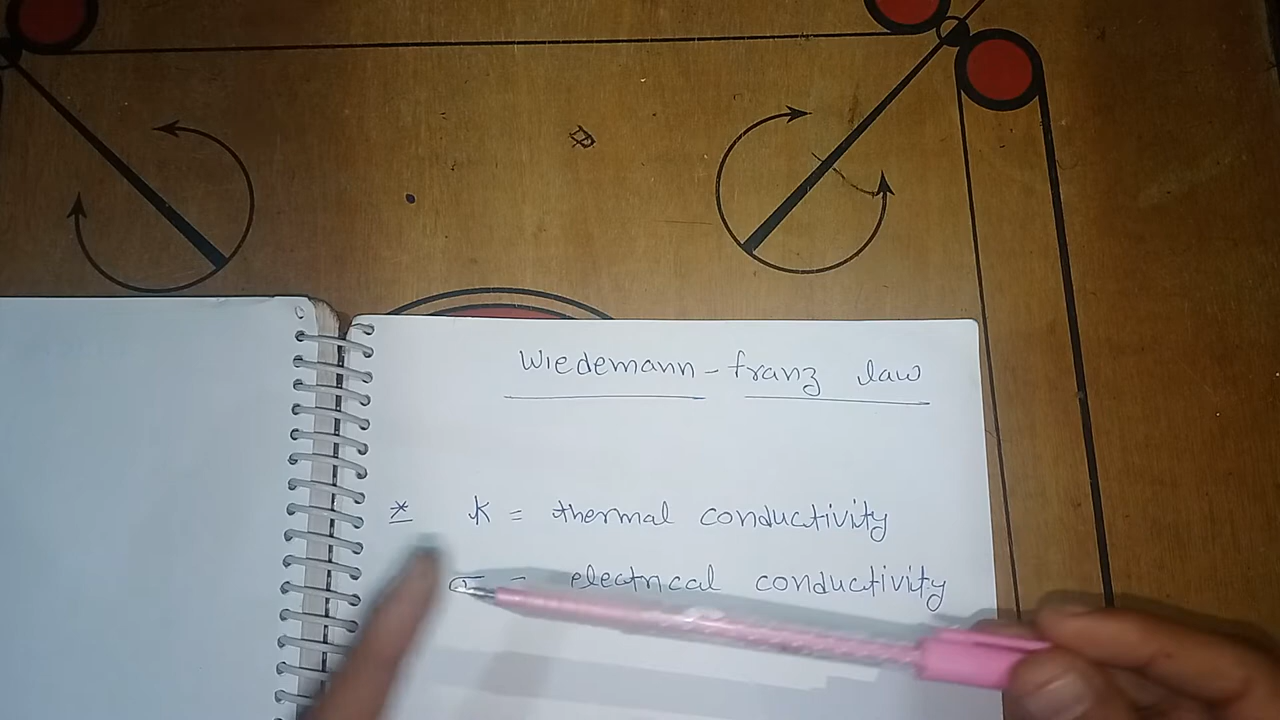 Wiedemann - franz law
* K = thermal conductivity
σ - electrical conductivity